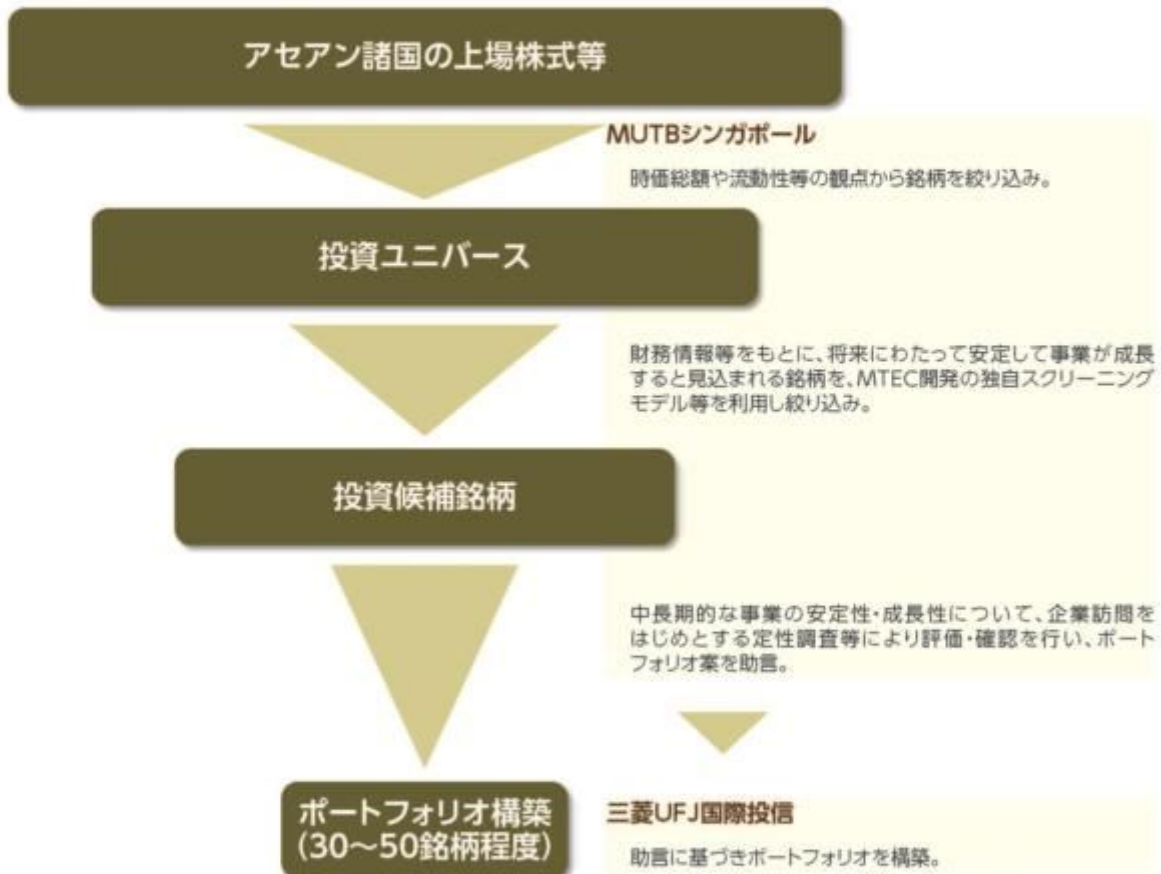 アセアン諸国の上場株式等
MUTBシンガポール
時価総額や流動性等の観点から銘柄を絞り込み。
投資ユニバース
財務情報等をもとに、将来にわたって安定して事業が成長
すると見込まれる銘柄を、MTEC開発の独自スクリーニング
モデル等を利用し絞り込み。
投資候補銘柄
中長期的な事業の安定性・成長性について、企業訪問を
はじめとする定性調査等により評価・確認を行い、ポート
フォリオ案を助言。
ポートフォリオ構築
(30〜50銘柄程度)
三菱UFJ国際投信
助言に基づきポートフォリオを構築。